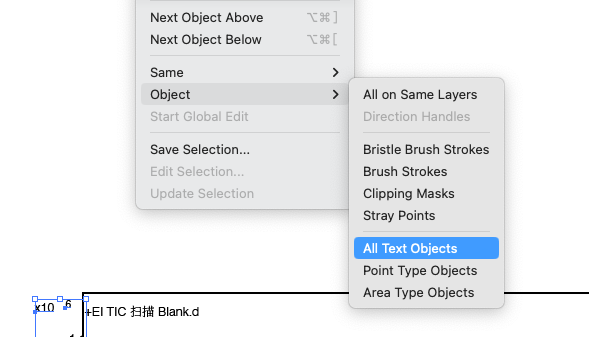 Next Object Above ⌥⌘]
Next Object Below ⌥⌘[
Same >
Object >
Start Global Edit
Save Selection...
Edit Selection...
Update Selection
All on Same Layers
Direction Handles
Bristle Brush Strokes
Brush Strokes
Clipping Masks
Stray Points
All Text Objects
Point Type Objects
Area Type Objects
x10 6
+EI TIC 扫描 Blank.d